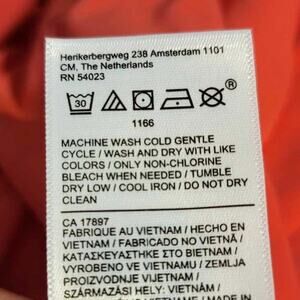 Herikerbergweg 238 Amsterdam 1101
CM, The Netherlands
RN 54023
30
®
1166
MACHINE WASH COLD GENTLE
CYCLE / WASH AND DRY WITH LIKE
COLORS / ONLY NON-CHLORINE
BLEACH WHEN NEEDED / TUMBLE
DRY LOW / COOL IRON / DO NOT DRY
CLEAN
CA 17897
FABRIQUE AU VIETNAM / HECHO EN
VIETNAM / FABRICADO NO VIETNÃ /
ΚΑΤΑΣΚΕΥΑΣΤΗΚΕ ΣΤΟ ΒΙΕΤΝΑΜ /
VYROBENO VE VIETNAMU / ZEMLJA
PROIZVODNJE VIJETNAM /
SZÁRMAZÁSI HELY: VIETNAM /